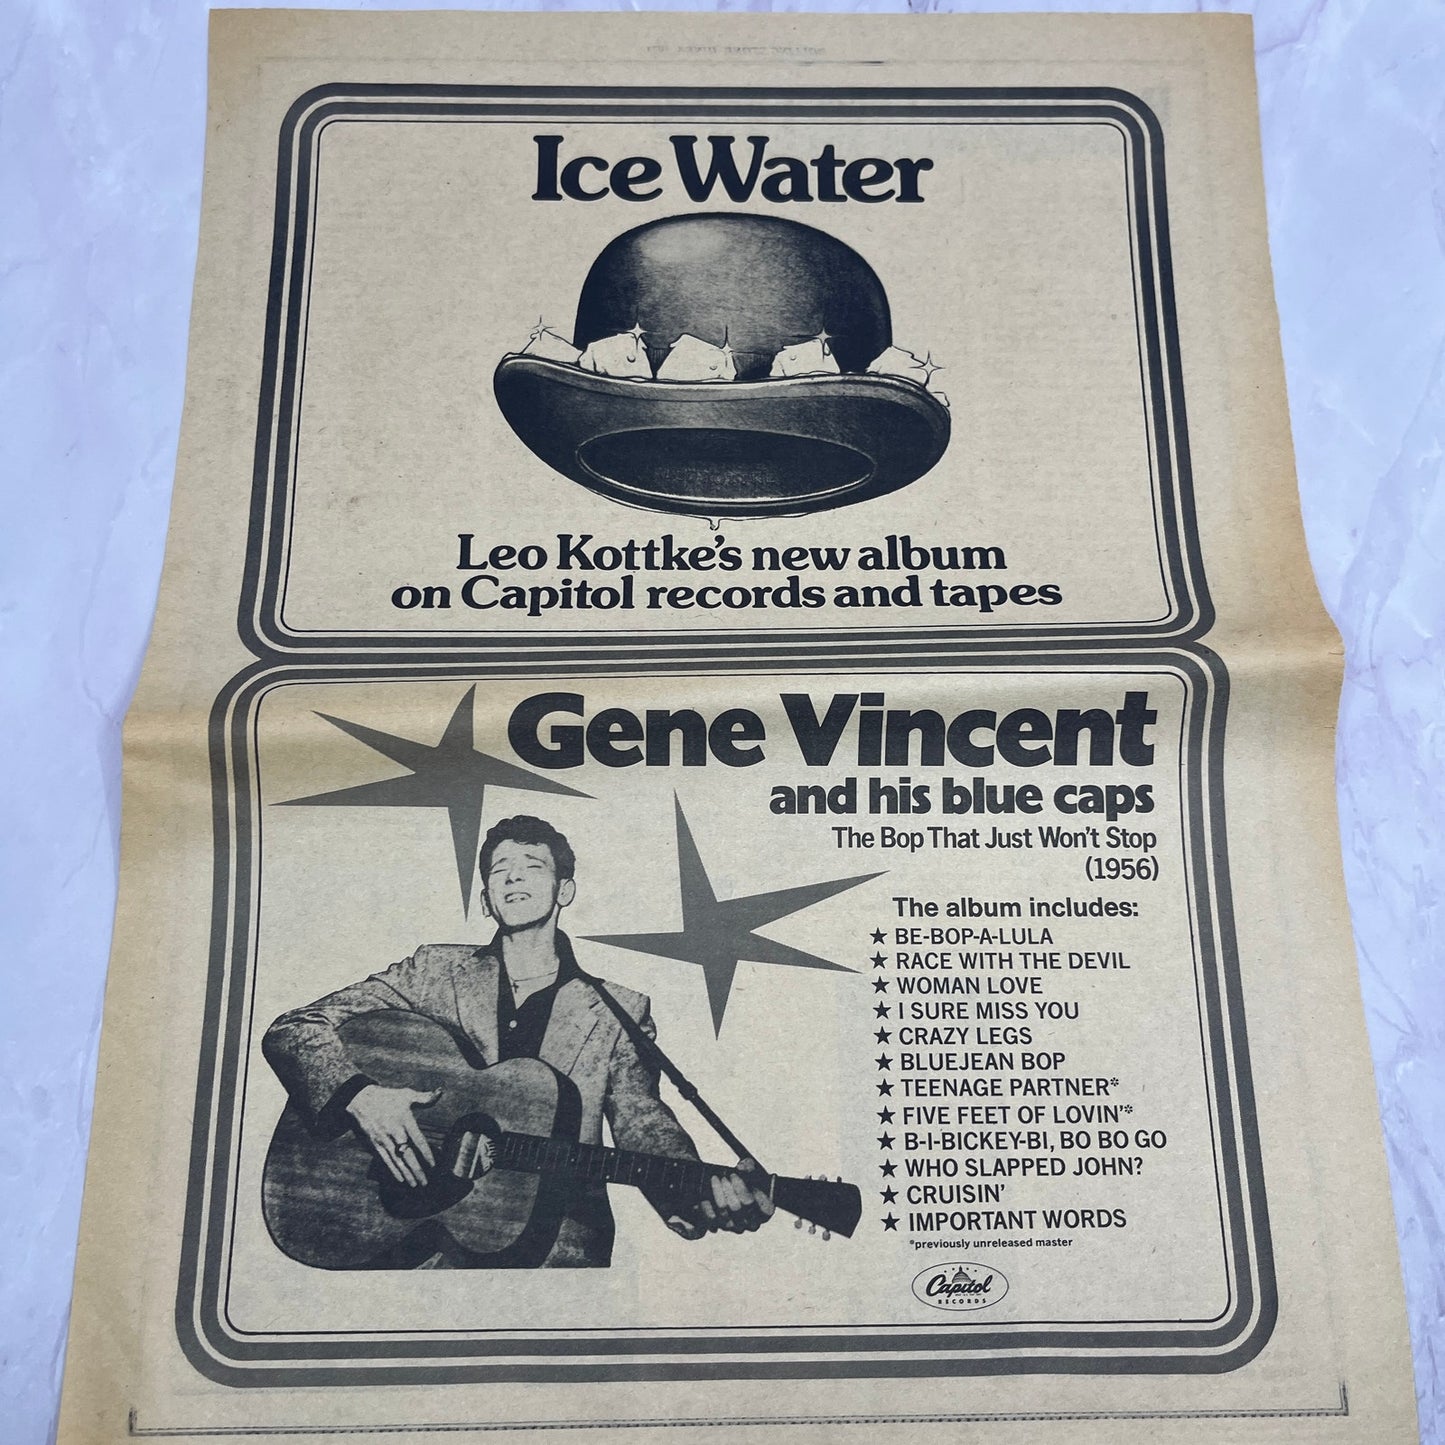 Ice Water
Leo Kottke's new album
on Capitol records and tapes
Gene Vincent
and his blue caps
The Bop That Just Won't Stop
(1956)
The album includes:
★ BE-BOP-A-LULA
★ RACE WITH THE DEVIL
★ WOMAN LOVE
★ I SURE MISS YOU
★ CRAZY LEGS
★ BLUEJEAN BOP
★ TEENAGE PARTNER*
★ FIVE FEET OF LOVIN'*
★ B-I-BICKEY-BI, BO BO GO
★ WHO SLAPPED JOHN?
★ CRUISIN'
★ IMPORTANT WORDS
*previously unreleased master
Capitol
RECORDS